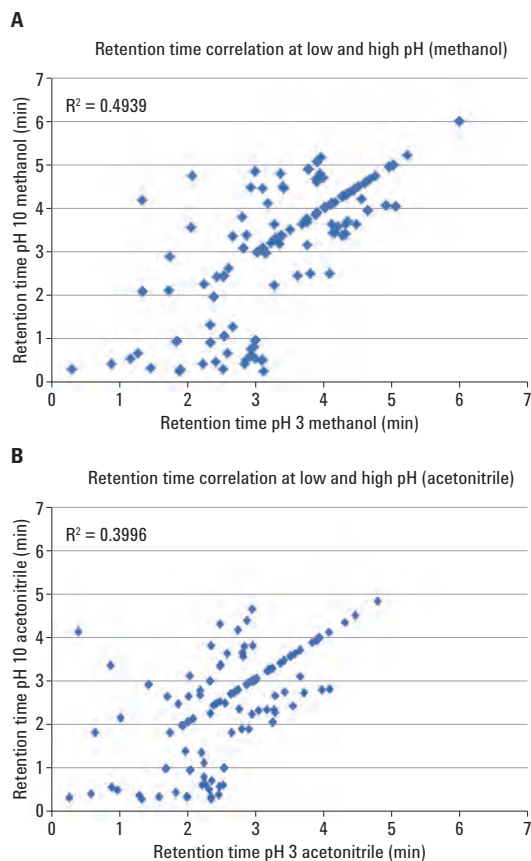 A
Retention time correlation at low and high pH (methanol)
7
R² = 0.4939
6
5
4
3
2
1
0
Retention time pH 10 methanol (min)
0 1 2 3 4 5 6 7
Retention time pH 3 methanol (min)
B
Retention time correlation at low and high pH (acetonitrile)
7
R² = 0.3996
6
5
4
3
2
1
0
Retention time pH 10 acetonitrile (min)
0 1 2 3 4 5 6 7
Retention time pH 3 acetonitrile (min)